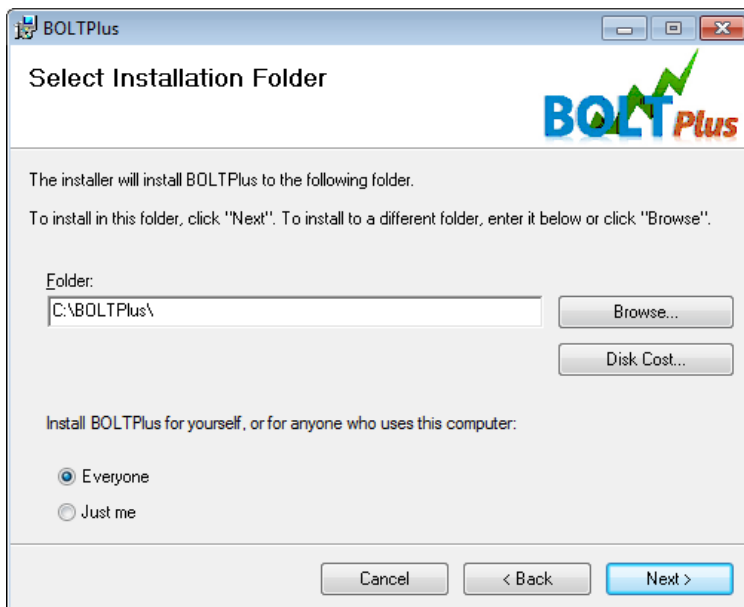 BOLTPlus
Select Installation Folder
BOLT Plus
The installer will install BOLTPlus to the following folder.
To install in this folder, click "Next". To install to a different folder, enter it below or click "Browse".
Folder:
C:\BOLTPlus\
Browse...
Disk Cost...
Install BOLTPlus for yourself, or for anyone who uses this computer:
Everyone
Just me
Cancel
< Back
Next >